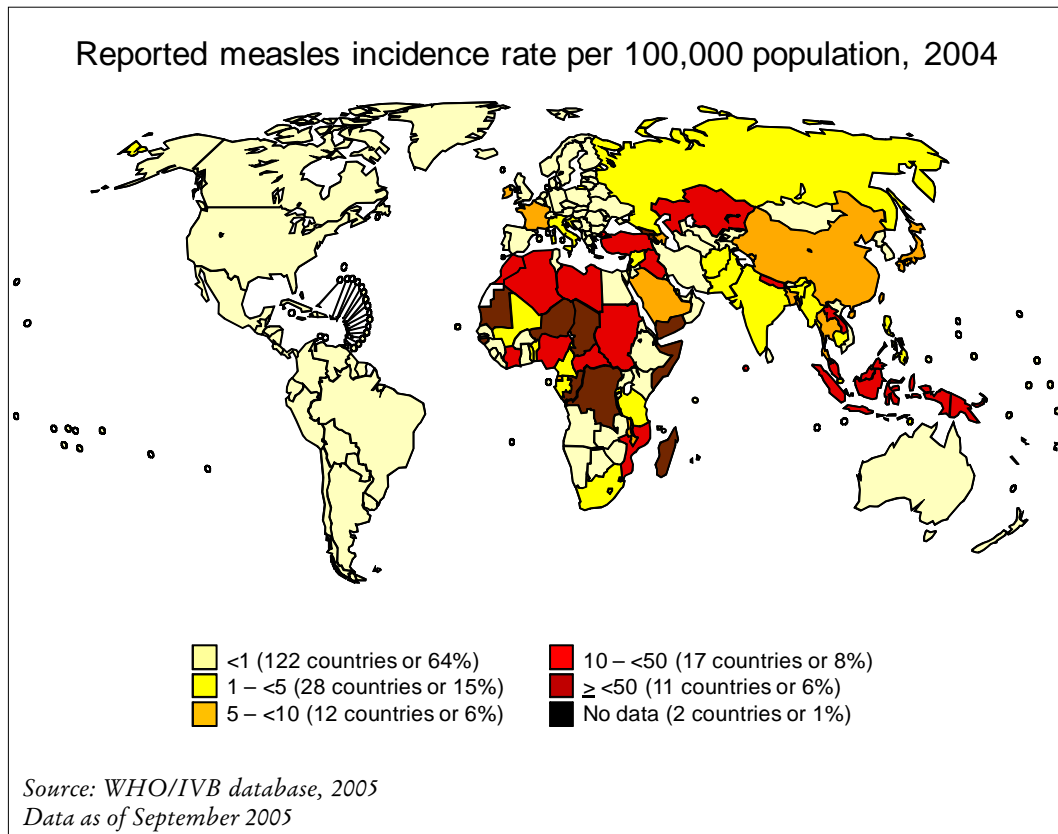 Reported measles incidence rate per 100,000 population, 2004
<1 (122 countries or 64%)
1 – <5 (28 countries or 15%)
5 – <10 (12 countries or 6%)
10 – <50 (17 countries or 8%)
≥ <50 (11 countries or 6%)
No data (2 countries or 1%)
Source: WHO/IVB database, 2005
Data as of September 2005